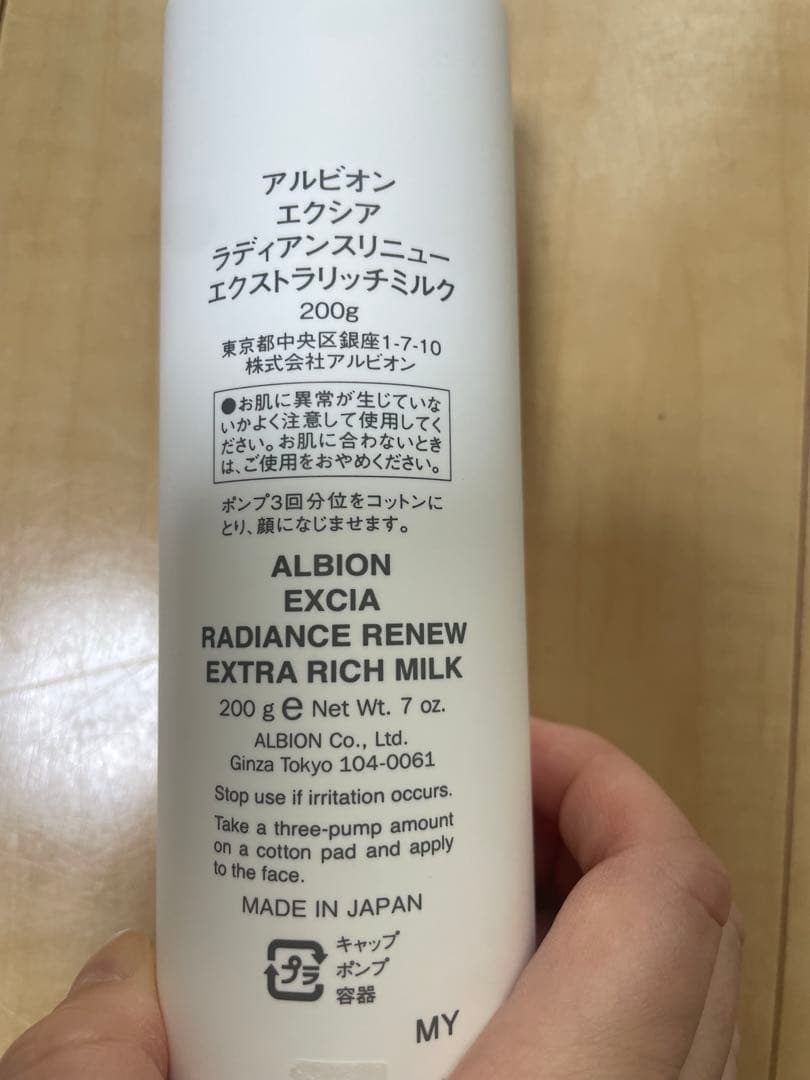 アルビオン
エクシア
ラディアンスリニュー
エクストラリッチミルク
200g
東京都中央区銀座1-7-10
株式会社アルビオン
●お肌に異常が生じていな
いかよく注意して使用してく
ださい。お肌に合わないとき
は、ご使用をおやめください。
ポンプ3回分位をコットンに
とり、顔になじませます。
ALBION
EXCIA
RADIANCE RENEW
EXTRA RICH MILK
200 g e Net Wt. 7 oz.
ALBION Co., Ltd.
Ginza Tokyo 104-0061
Stop use if irritation occurs.
Take a three-pump amount
on a cotton pad and apply
to the face.
MADE IN JAPAN
プラ
キャップ
ポンプ
容器
MY